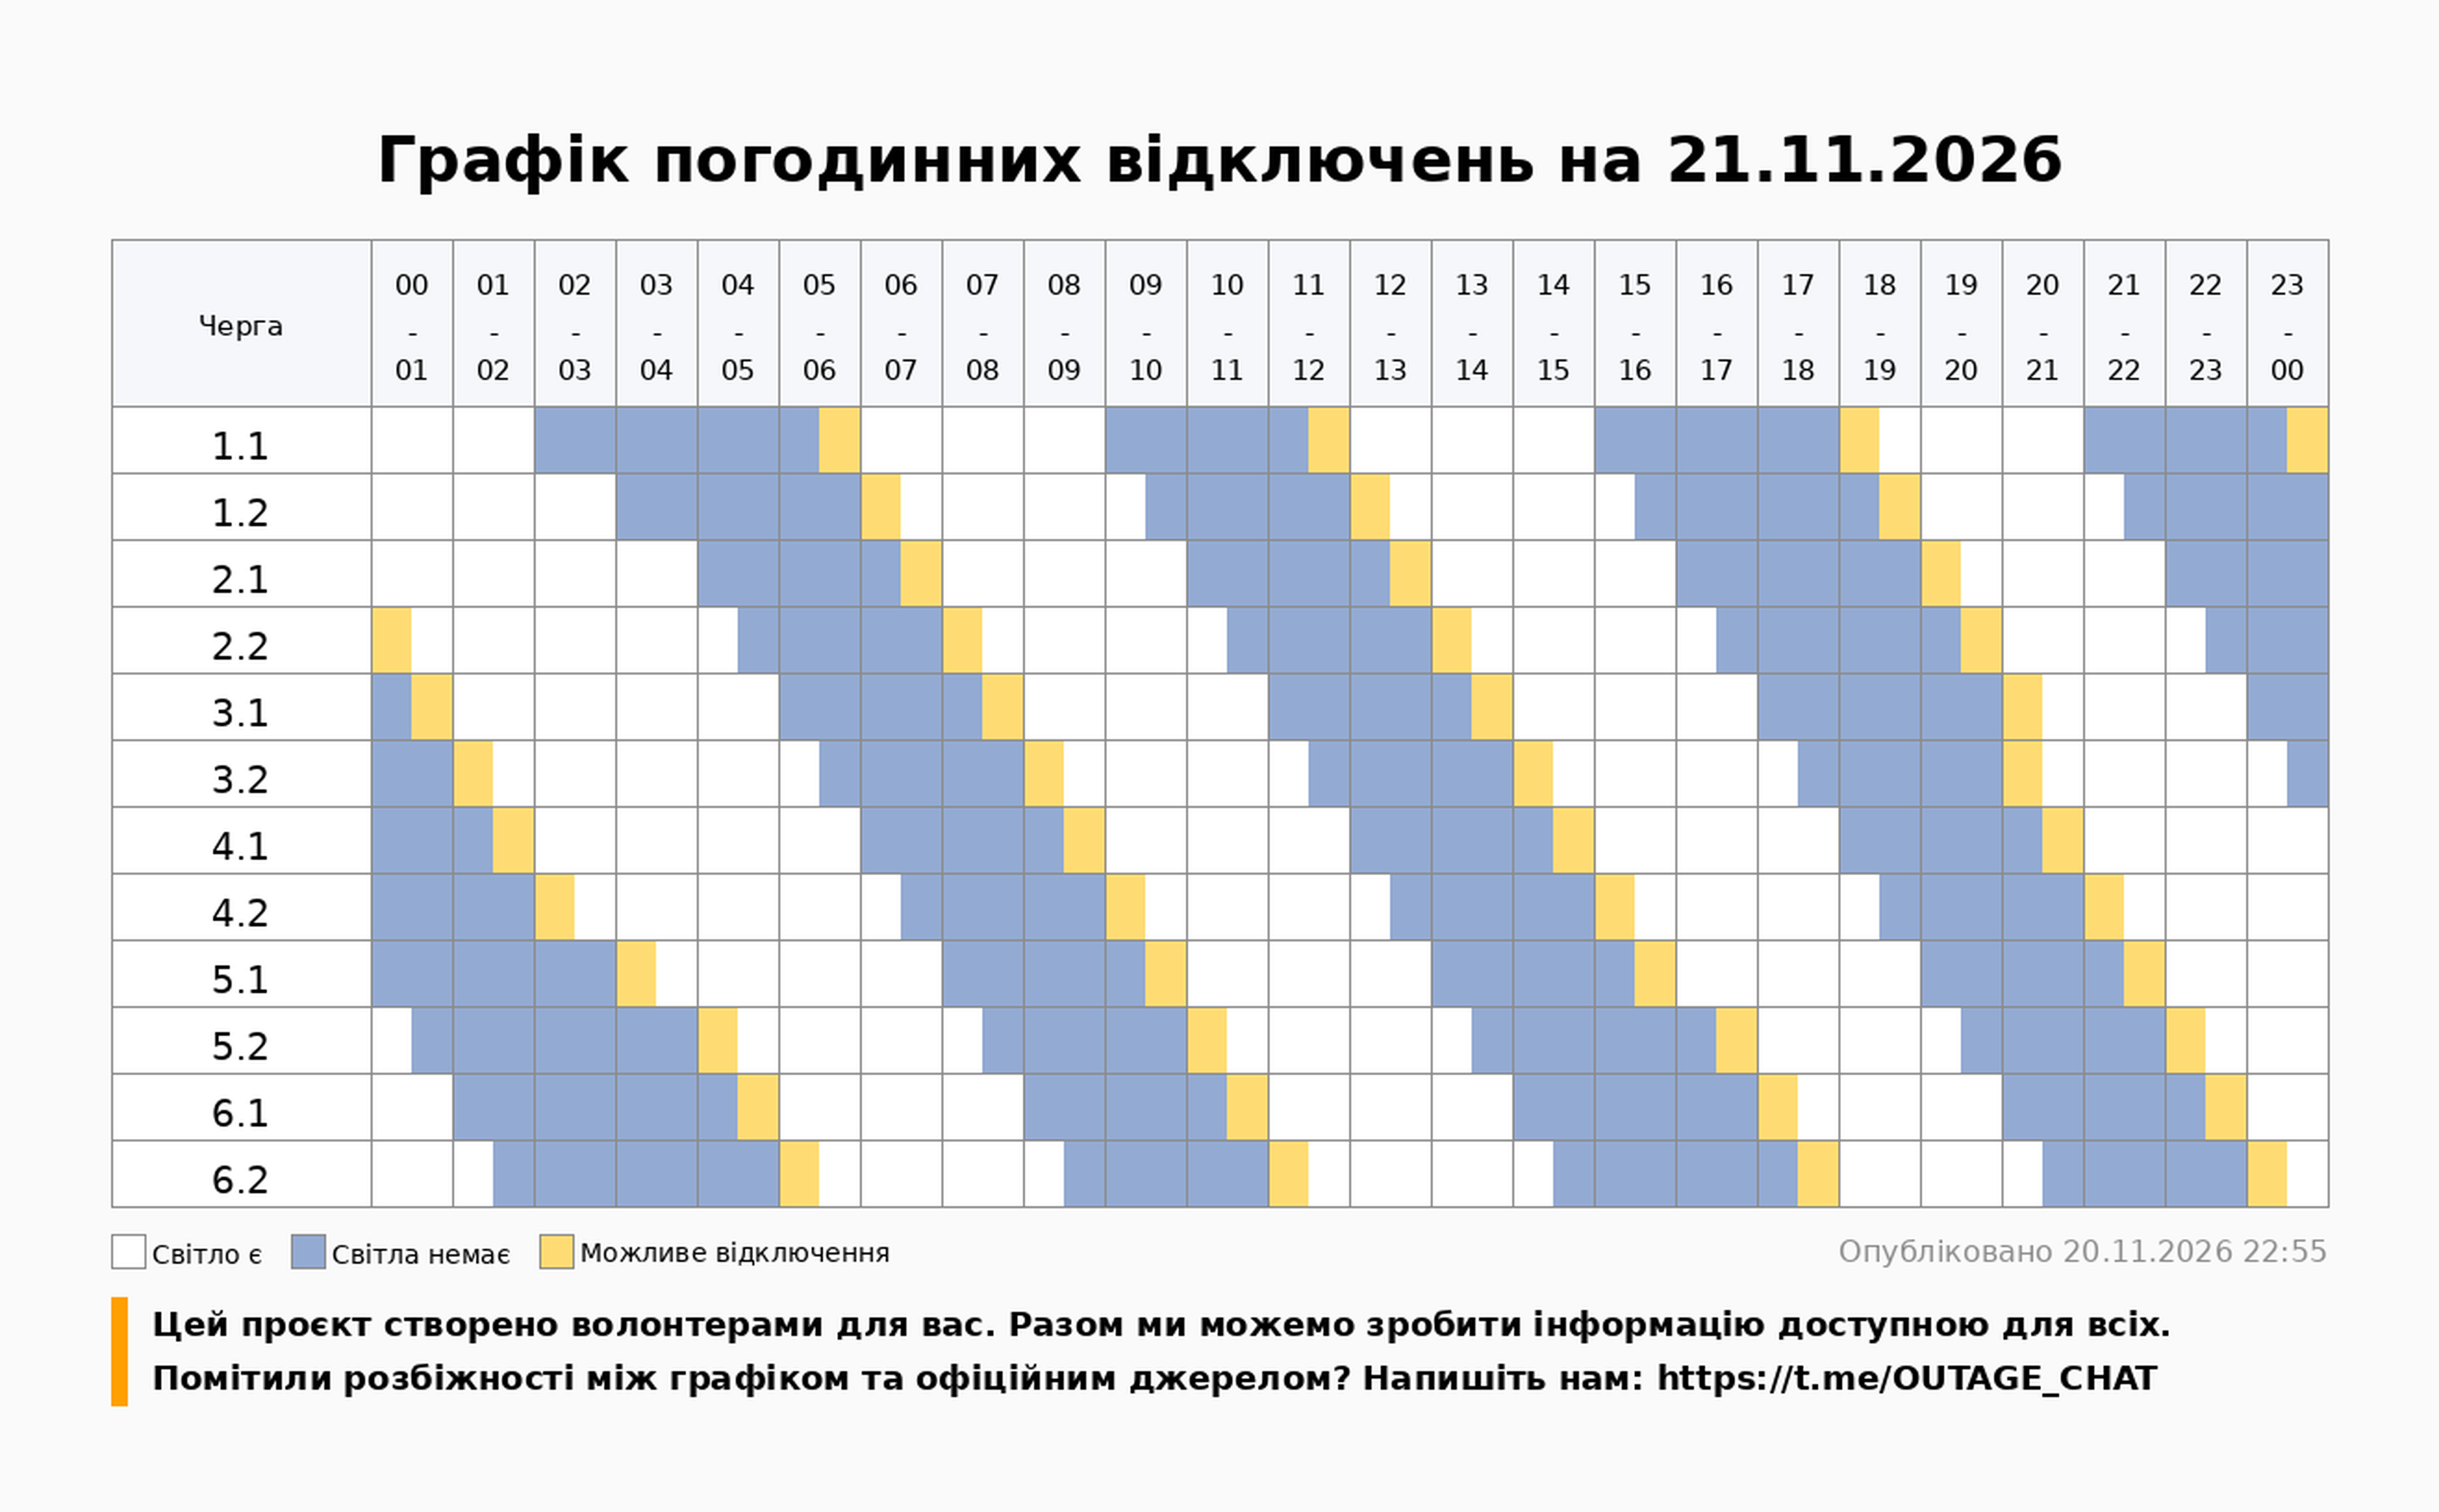 Графік погодинних відключень на 21.11.2026
Черга
00 - 01
01 - 02
02 - 03
03 - 04
04 - 05
05 - 06
06 - 07
07 - 08
08 - 09
09 - 10
10 - 11
11 - 12
12 - 13
13 - 14
14 - 15
15 - 16
16 - 17
17 - 18
18 - 19
19 - 20
20 - 21
21 - 22
22 - 23
23 - 00
1.1
1.2
2.1
2.2
3.1
3.2
4.1
4.2
5.1
5.2
6.1
6.2
Світло є
Світла немає
Можливе відключення
Опубліковано 20.11.2026 22:55
Цей проєкт створено волонтерами для вас. Разом ми можемо зробити інформацію доступною для всіх.
Помітили розбіжності між графіком та офіційним джерелом? Напишіть нам: https://t.me/OUTAGE_CHAT